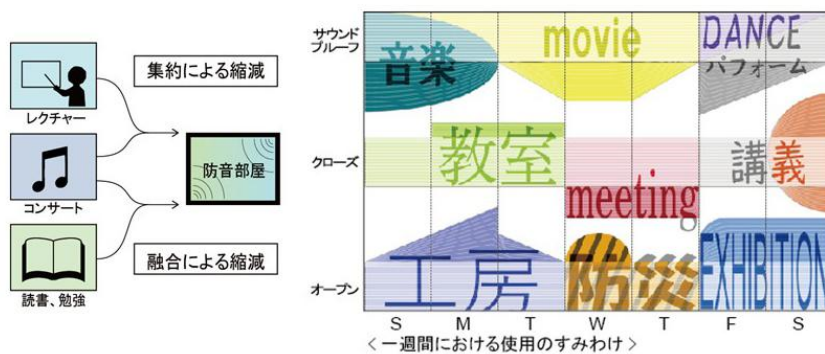 集約による縮減
レクチャー
防音部屋
コンサート
融合による縮減
読書、勉強
サウンド
プルーフ
音楽
movie
DANCE
パフォーム
クローズ
教室
meeting
講義
オープン
工房
防災
EXHIBITION
S M T W T F S
<一週間における使用のすみわけ>